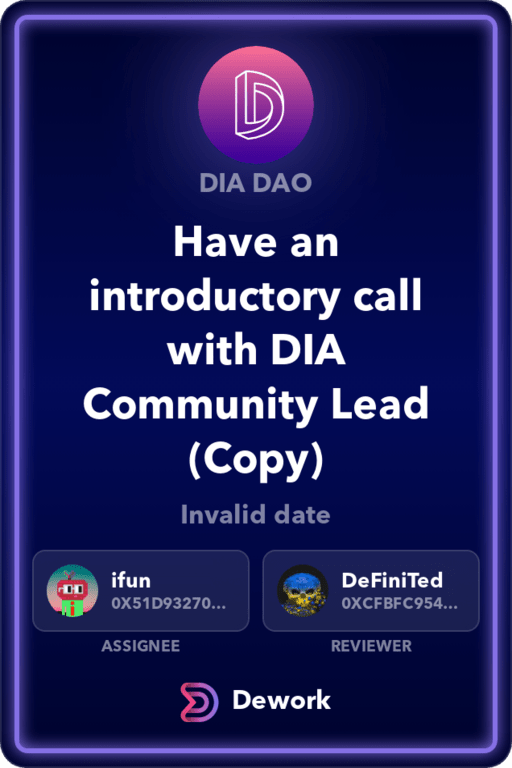 DIA DAO
Have an
introductory call
with DIA
Community Lead
(Copy)
Invalid date
ifun
0X51D93270...
ASSIGNEE
DeFiniTed
0XCFBFC954...
REVIEWER
Dework